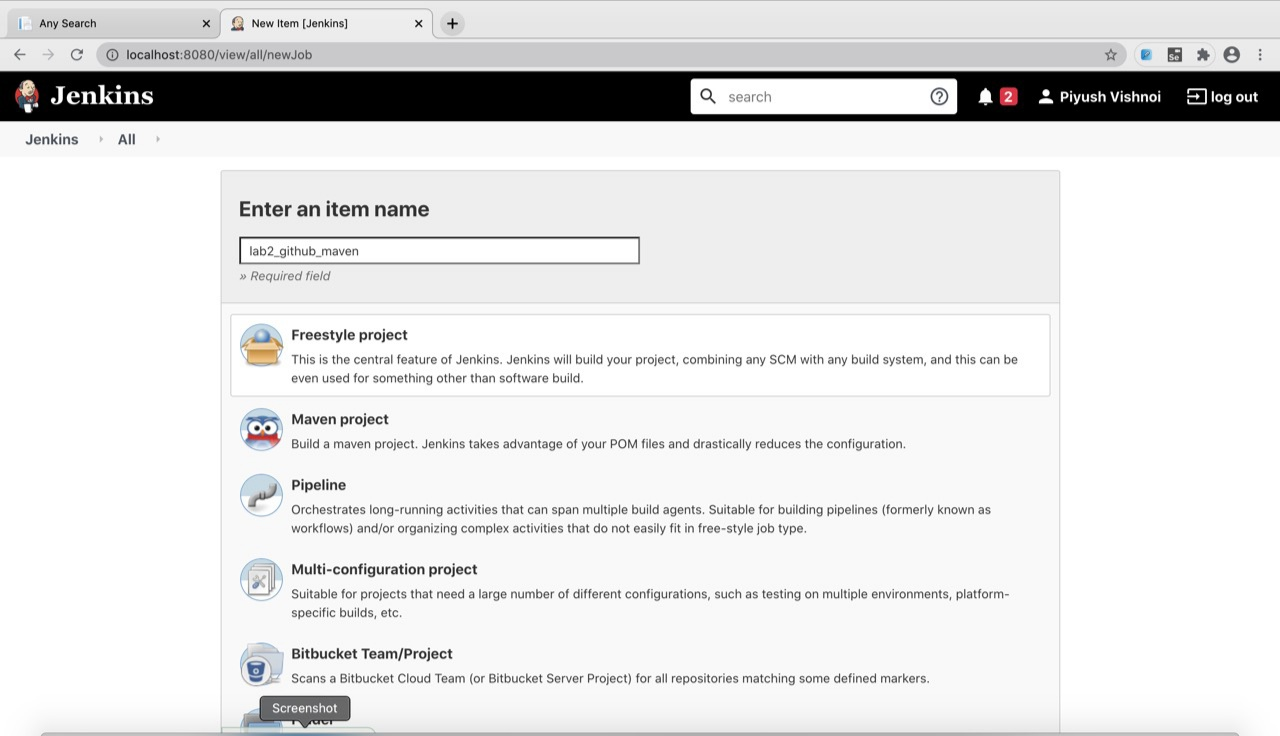 Any Search
New Item [Jenkins]
localhost:8080/view/all/newJob
Se
Jenkins
search
2
Piyush Vishnoi
log out
Jenkins
All
Enter an item name
lab2_github_maven
» Required field
Freestyle project
This is the central feature of Jenkins. Jenkins will build your project, combining any SCM with any build system, and this can be
even used for something other than software build.
Maven project
Build a maven project. Jenkins takes advantage of your POM files and drastically reduces the configuration.
Pipeline
Orchestrates long-running activities that can span multiple build agents. Suitable for building pipelines (formerly known as
workflows) and/or organizing complex activities that do not easily fit in free-style job type.
Multi-configuration project
Suitable for projects that need a large number of different configurations, such as testing on multiple environments, platform-
specific builds, etc.
Bitbucket Team/Project
Scans a Bitbucket Cloud Team (or Bitbucket Server Project) for all repositories matching some defined markers.
Screenshot